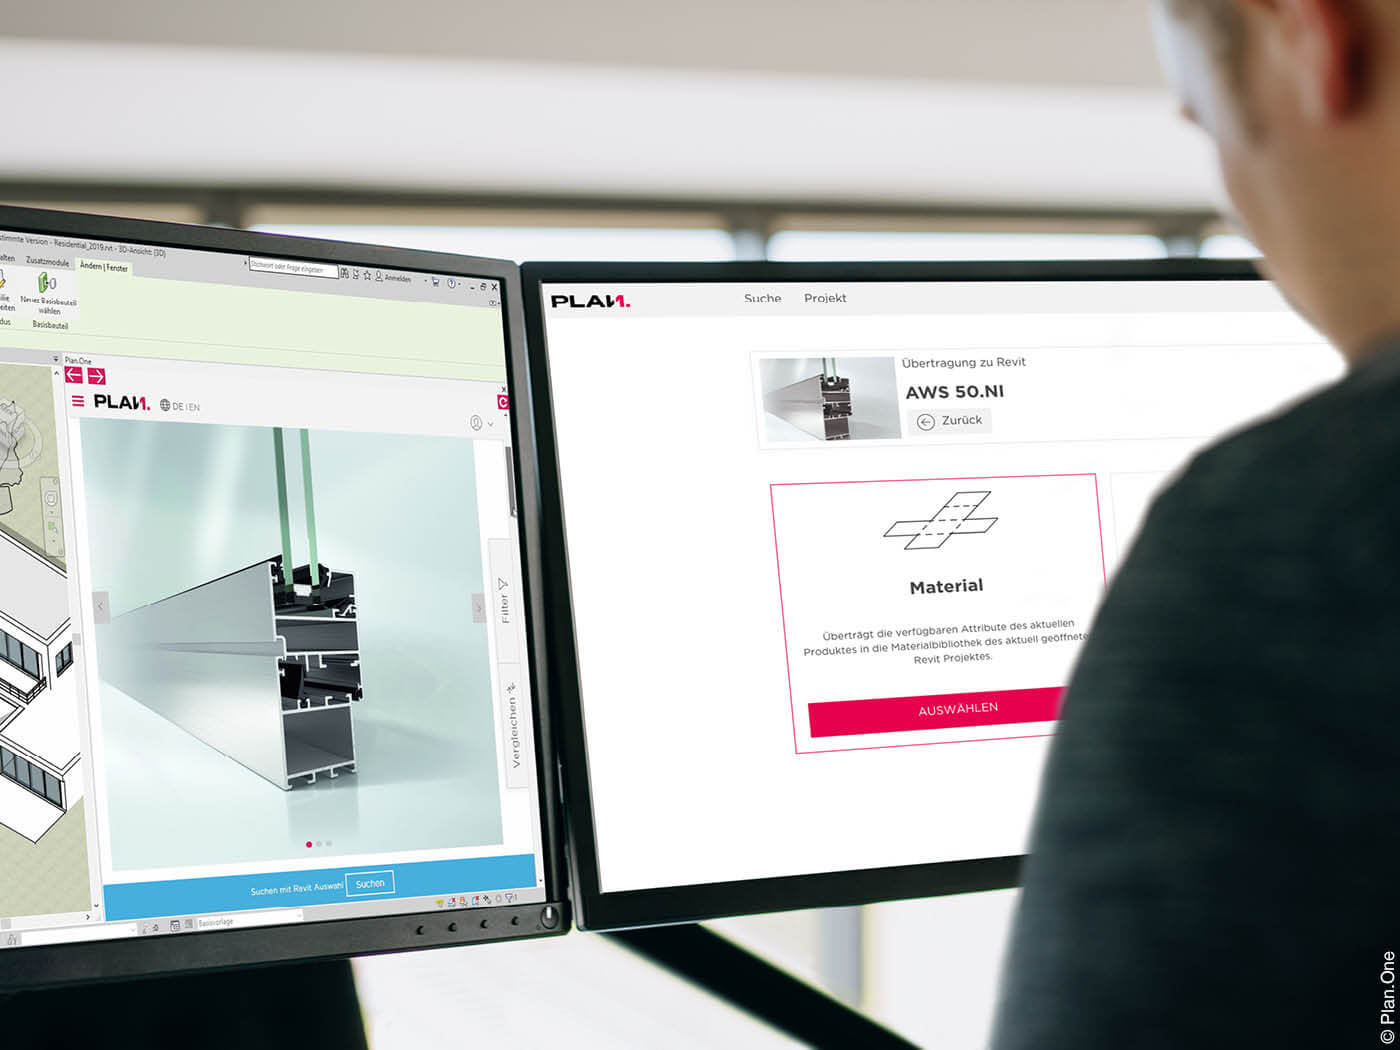 stimmte Version - Residential_2019.rvt - 3D-Ansicht: {3D}
Stichwort oder Frage eingeben
Anmelden
Zusatzmodule
Ändern | Fenster
Neues Basisbauteil
wählen
Basisbauteil
Plan.One
PLAN1.
DE | EN
Filter
Vergleichen
Suchen mit Revit Auswahl
Suchen
Basisvorlage
PLAN1.
Suche
Projekt
Übertragung zu Revit
AWS 50.NI
Zurück
Material
Überträgt die verfügbaren Attribute des aktuellen
Produktes in die Materialbibliothek des aktuell geöffnete
Revit Projektes.
AUSWÄHLEN
© Plan.One